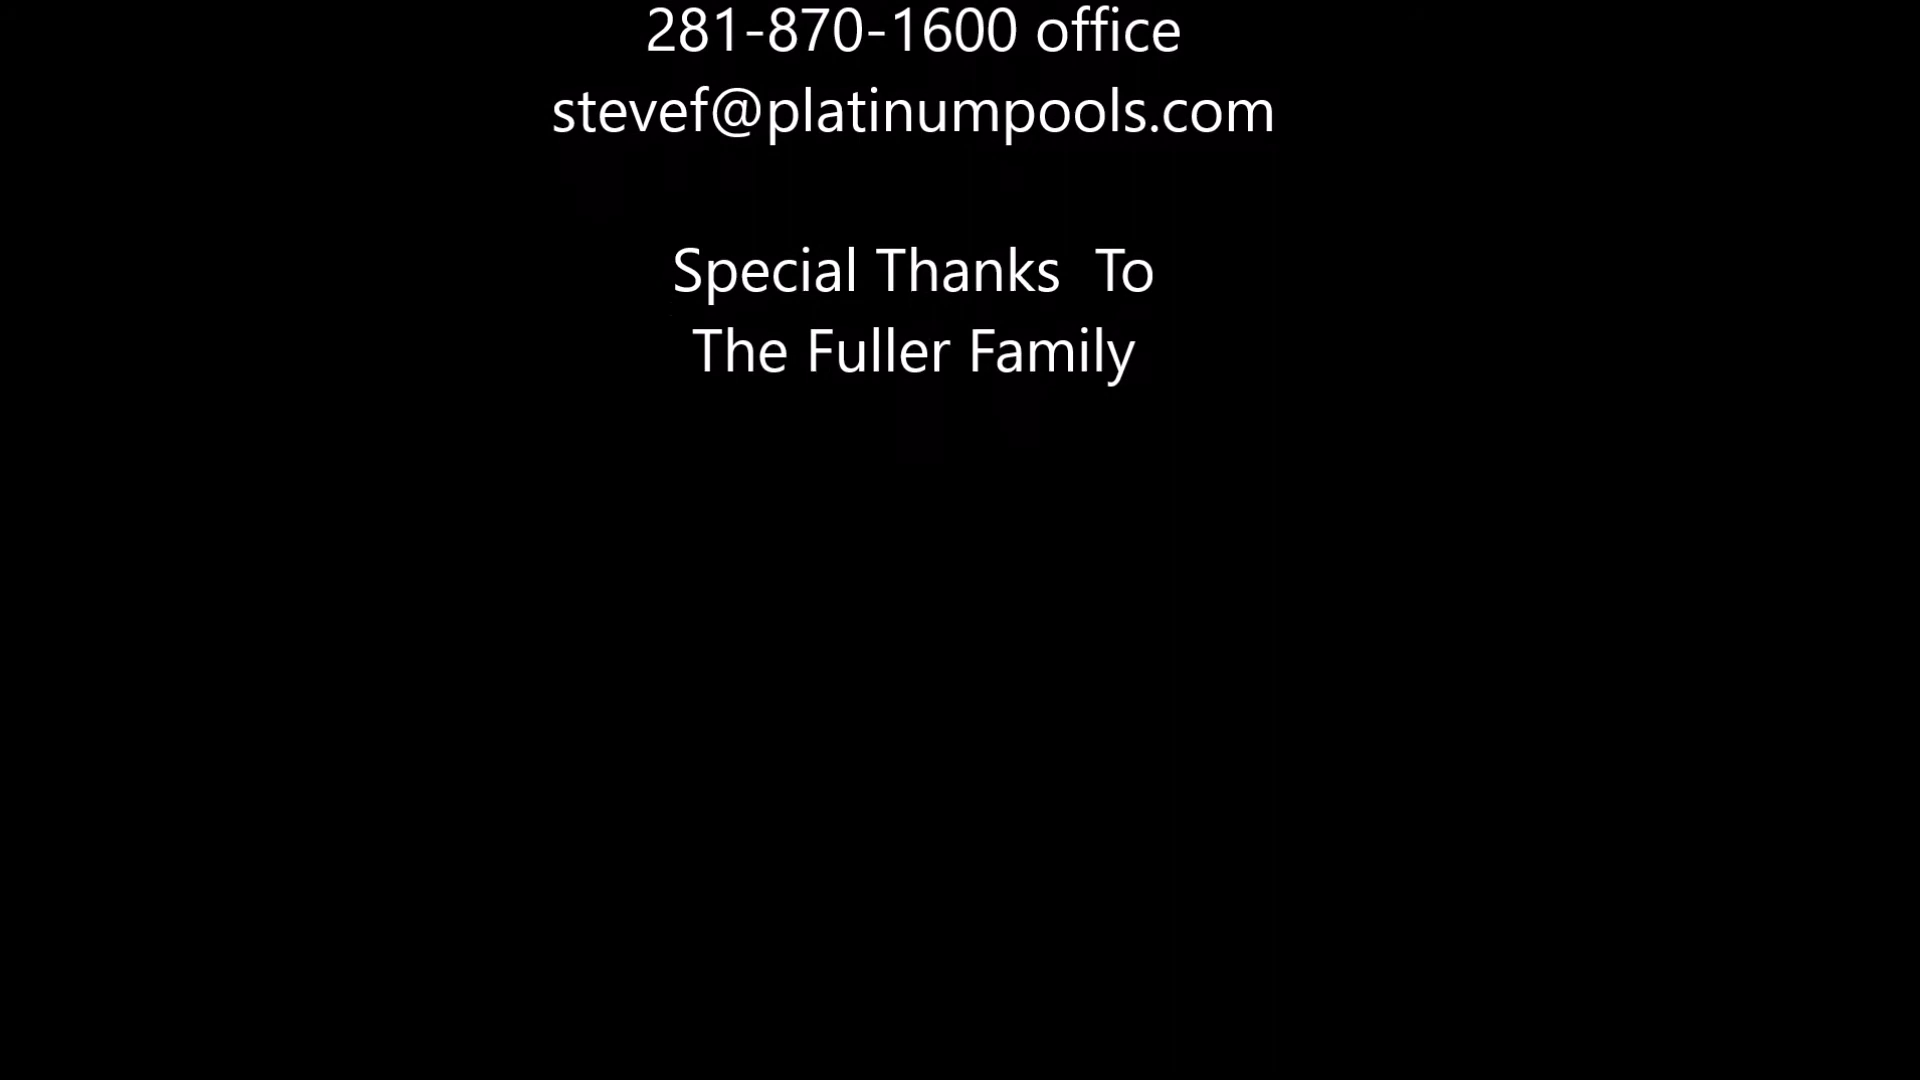 281-870-1600 office
stevef@platinumpools.com
Special Thanks  To
The Fuller Family